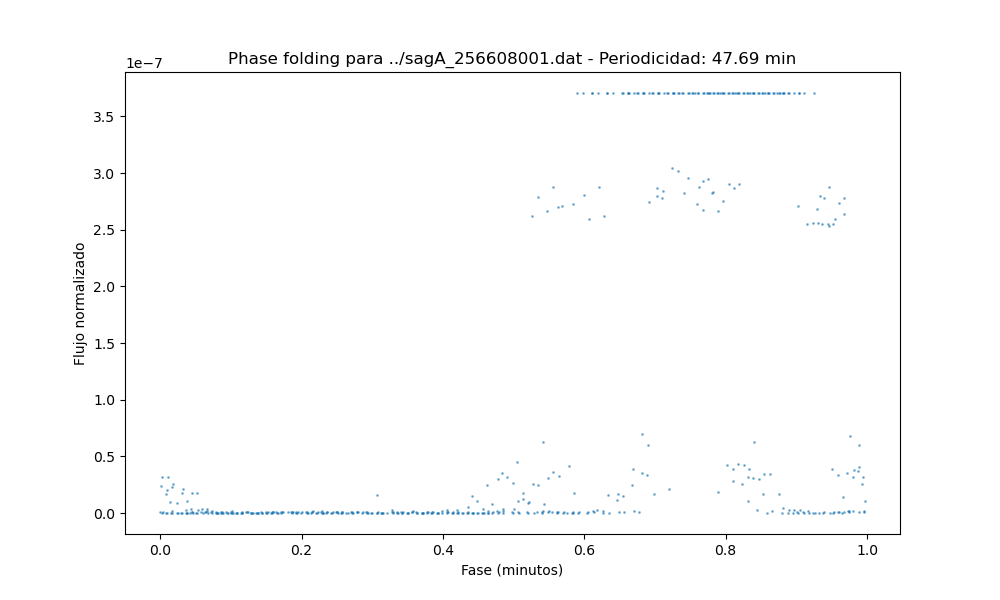 Phase folding para ../sagA_256608001.dat - Periodicidad: 47.69 min
1e−7
3.5
3.0
2.5
2.0
1.5
1.0
0.5
0.0
Flujo normalizado
0.0 0.2 0.4 0.6 0.8 1.0
Fase (minutos)